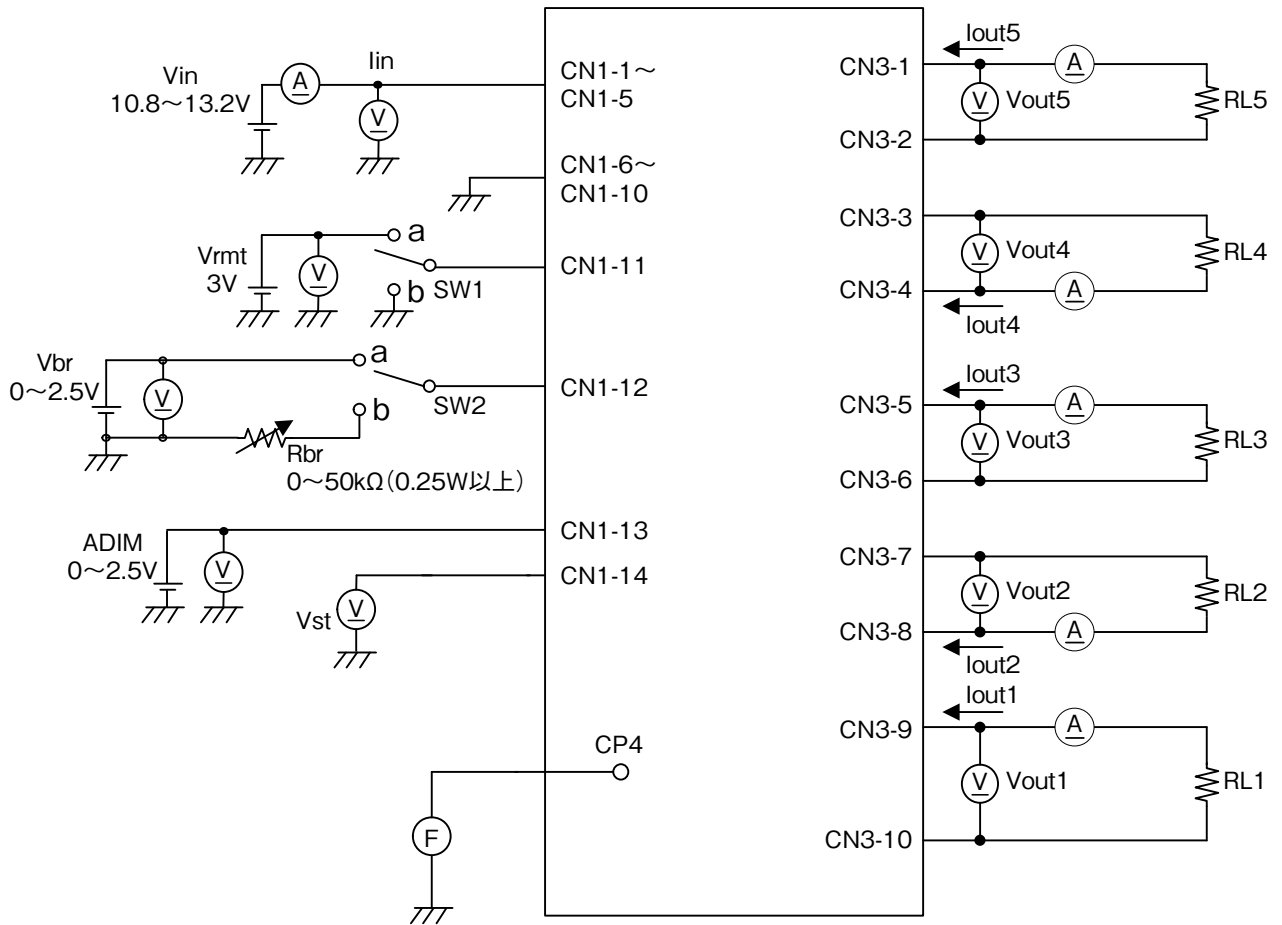 Vin
10.8〜13.2V
A
Iin
V
CN1-1〜
CN1-5
CN1-6〜
CN1-10
Vrmt
3V
V
a
b
SW1
CN1-11
Vbr
0〜2.5V
V
a
b
SW2
CN1-12
Rbr
0〜50kΩ(0.25W以上)
ADIM
0〜2.5V
V
CN1-13
CN1-14
Vst
V
CP4
F
Iout5
CN3-1
A
V
Vout5
RL5
CN3-2
CN3-3
V
Vout4
RL4
CN3-4
A
Iout4
Iout3
CN3-5
A
V
Vout3
RL3
CN3-6
CN3-7
V
Vout2
RL2
CN3-8
A
Iout2
Iout1
CN3-9
A
V
Vout1
RL1
CN3-10